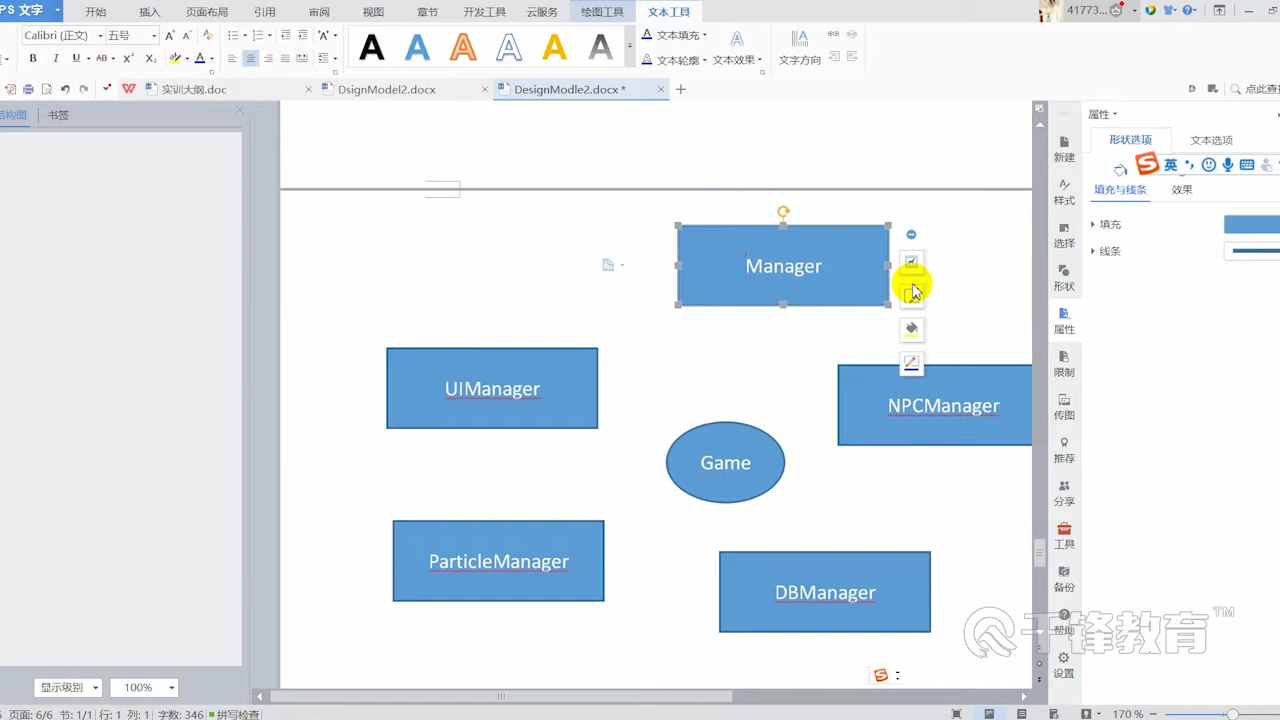 PS 文字 开始 插入 页面布局 引用 审阅 视图 章节 开发工具 云服务 绘图工具 文本工具 41773...
Calibri (正文) 五号 A A A A A A 文本填充 文本轮廓 文本效果 文字方向
B I U AB X² X₂ A
实训大纲.doc DsignModel2.docx DesignModle2.docx * 点此查找
结构图 书签 属性
形状选项 文本选项
英
填充与线条 效果
填充
线条
新建
样式
选择
形状
属性
限制
传图
推荐
分享
工具
备份
帮助
设置
Manager
UIManager
NPCManager
Game
ParticleManager
DBManager
千锋教育™
显示级别 100%
页面: 6/6 节: 1/1 行: 1 列: 1 字数: 346 拼写检查 170 %